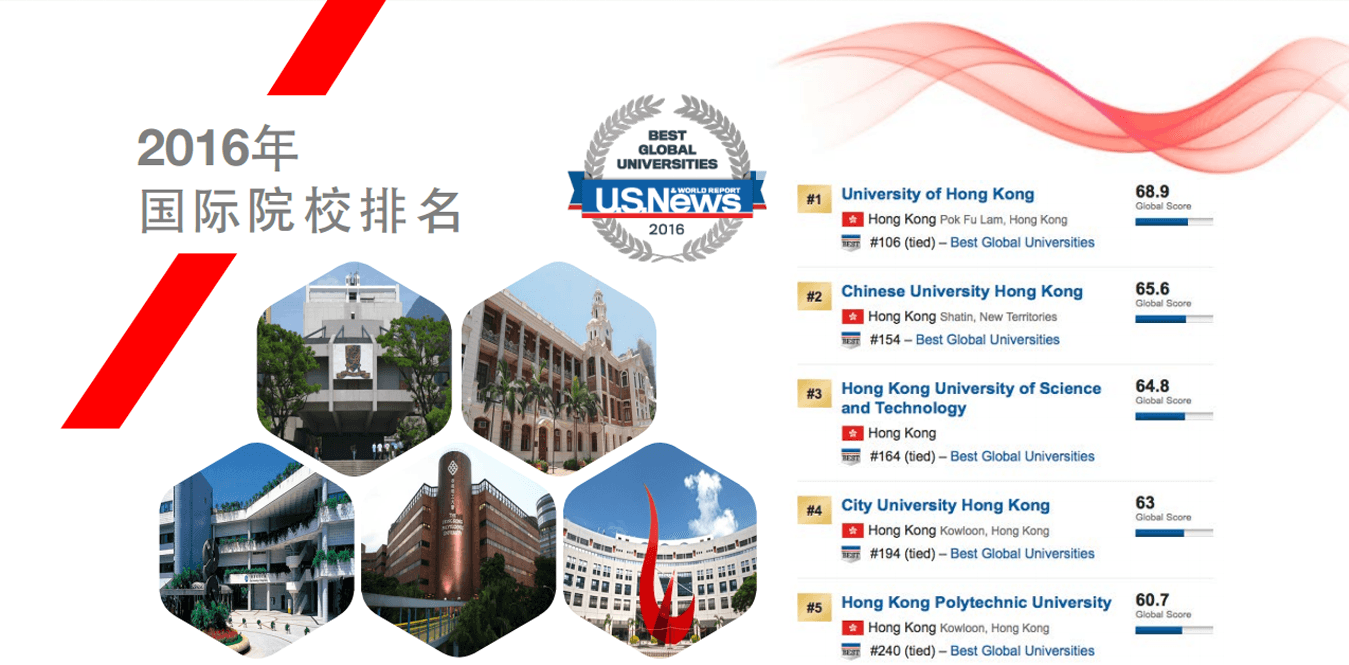 2016年
国际院校排名
BEST
GLOBAL
UNIVERSITIES
U.S.News & WORLD REPORT
2016
#1 University of Hong Kong 68.9
Global Score
Hong Kong Pok Fu Lam, Hong Kong
BEST #106 (tied) – Best Global Universities
#2 Chinese University Hong Kong 65.6
Global Score
Hong Kong Shatin, New Territories
BEST #154 – Best Global Universities
#3 Hong Kong University of Science 64.8
and Technology Global Score
Hong Kong
BEST #164 (tied) – Best Global Universities
#4 City University Hong Kong 63
Global Score
Hong Kong Kowloon, Hong Kong
BEST #194 (tied) – Best Global Universities
#5 Hong Kong Polytechnic University 60.7
Global Score
Hong Kong Kowloon, Hong Kong
BEST #240 (tied) – Best Global Universities